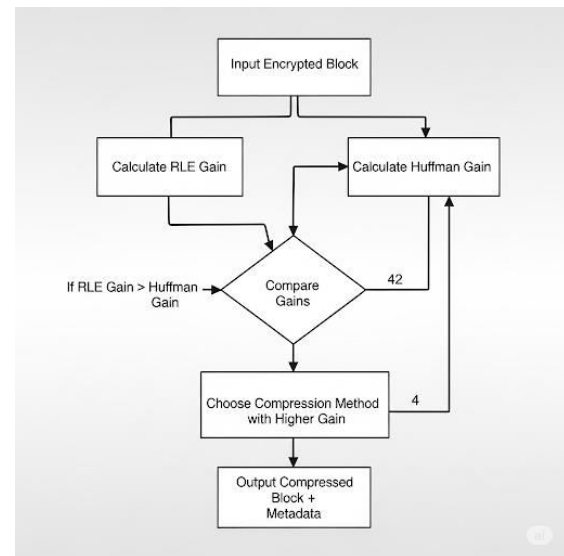 Input Encrypted Block
Calculate RLE Gain
Calculate Huffman Gain
If RLE Gain > Huffman
Gain
Compare
Gains
42
Choose Compression Method
with Higher Gain
4
Output Compressed
Block +
Metadata
ai